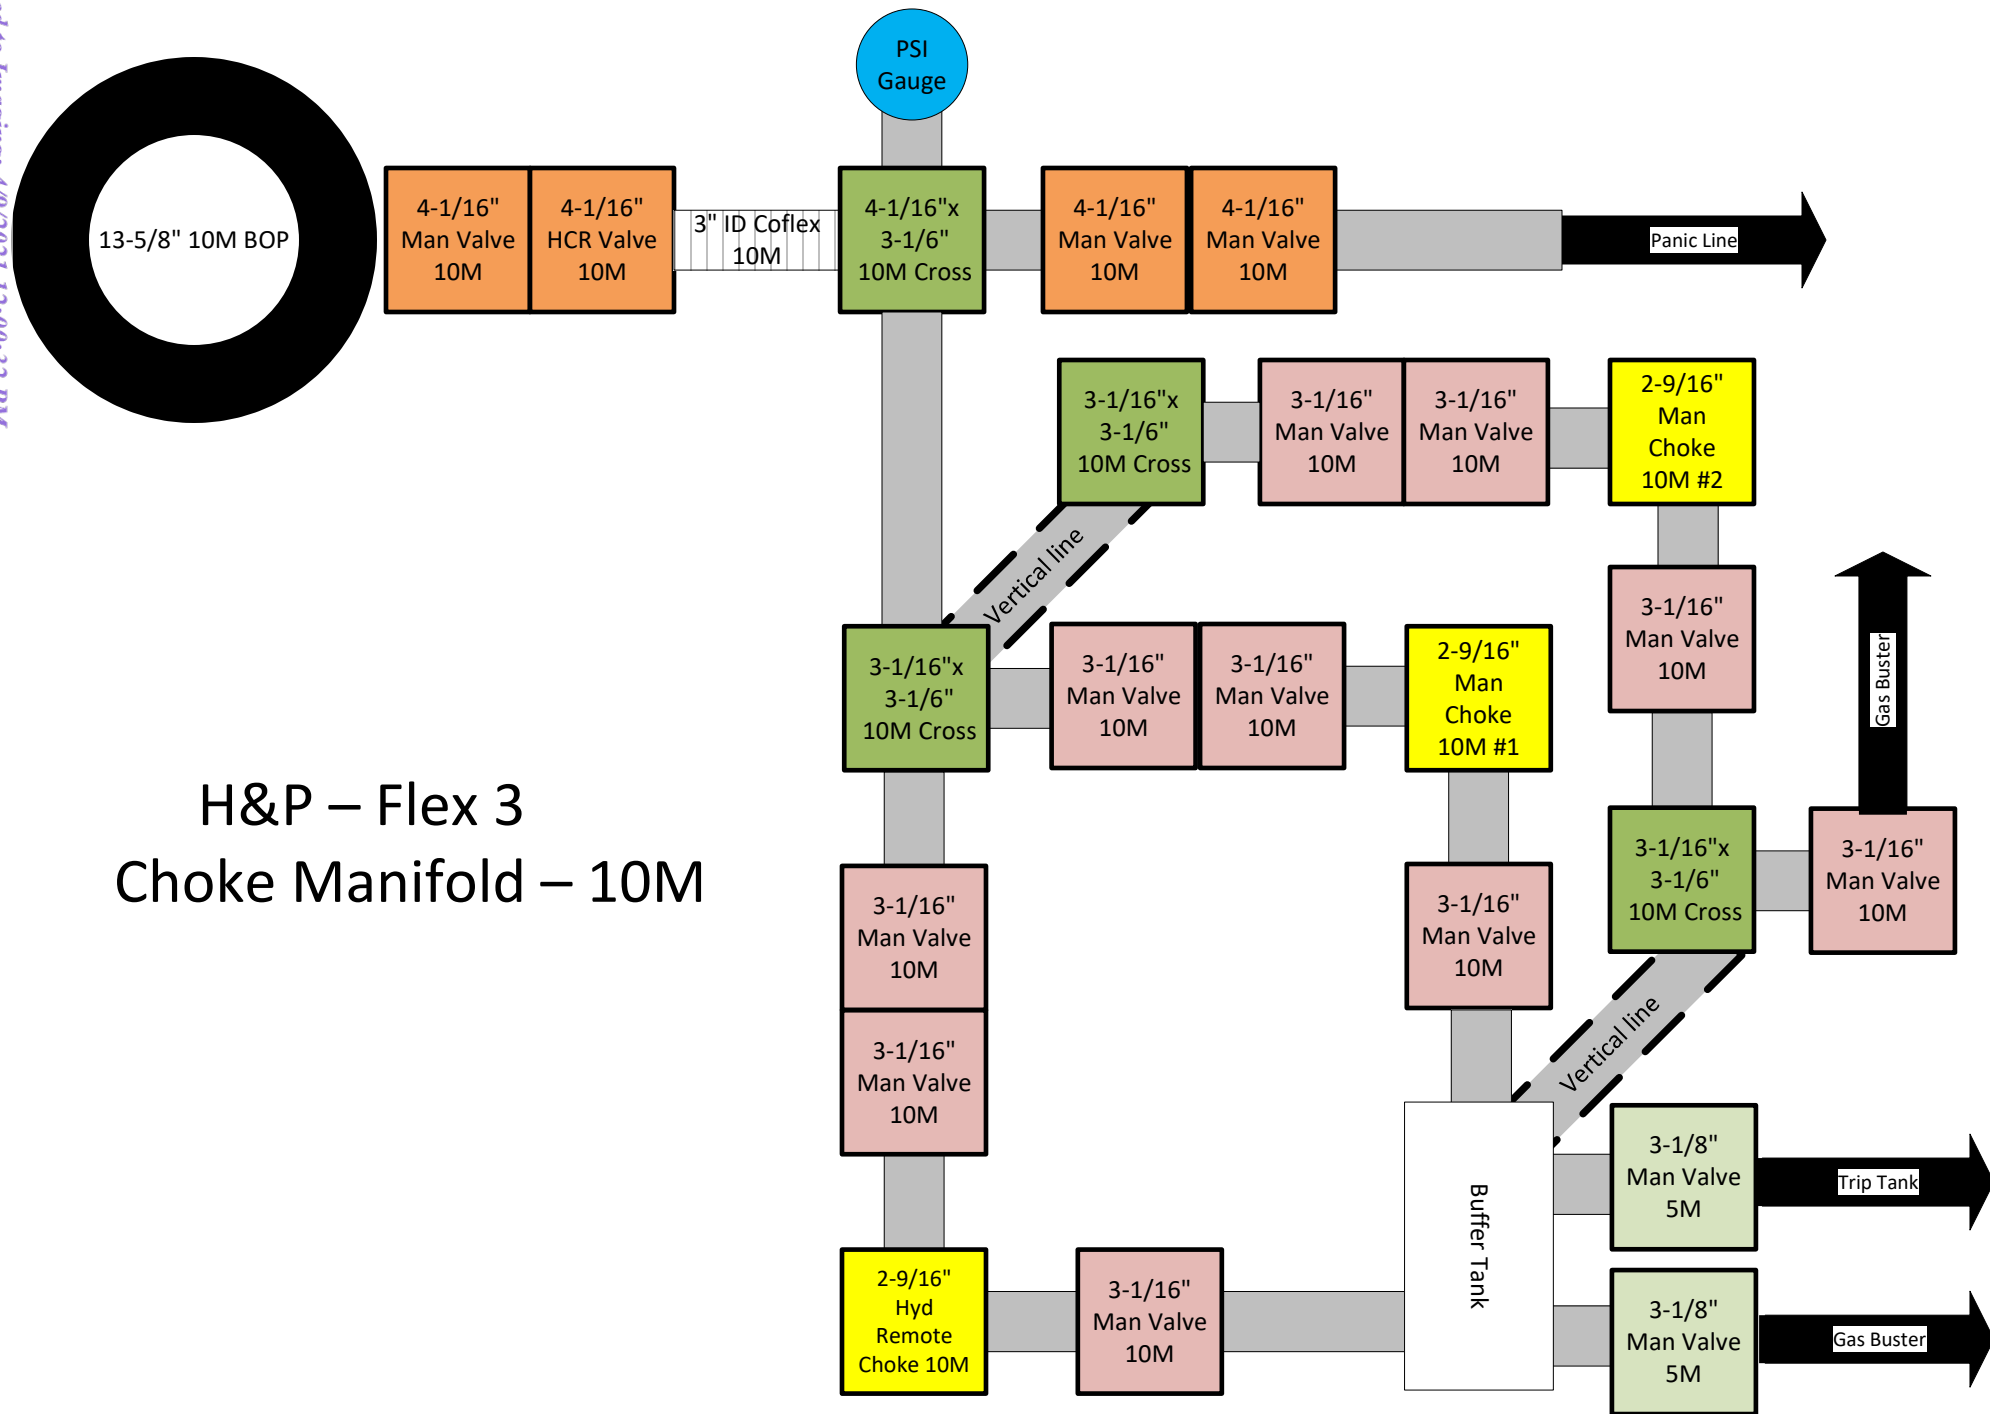 PSI
Gauge
13-5/8" 10M BOP
4-1/16"
Man Valve
10M
4-1/16"
HCR Valve
10M
3" ID Coflex
10M
4-1/16"x
3-1/6"
10M Cross
4-1/16"
Man Valve
10M
4-1/16"
Man Valve
10M
Panic Line
3-1/16"x
3-1/6"
10M Cross
3-1/16"
Man Valve
10M
3-1/16"
Man Valve
10M
2-9/16"
Man
Choke
10M #2
Vertical line
3-1/16"
Man Valve
10M
Gas Buster
3-1/16"x
3-1/6"
10M Cross
3-1/16"
Man Valve
10M
3-1/16"
Man Valve
10M
2-9/16"
Man
Choke
10M #1
H&P – Flex 3
Choke Manifold – 10M
3-1/16"
Man Valve
10M
3-1/16"
Man Valve
10M
3-1/16"x
3-1/6"
10M Cross
3-1/16"
Man Valve
10M
3-1/16"
Man Valve
10M
Vertical line
Buffer Tank
3-1/8"
Man Valve
5M
Trip Tank
2-9/16"
Hyd
Remote
Choke 10M
3-1/16"
Man Valve
10M
3-1/8"
Man Valve
5M
Gas Buster